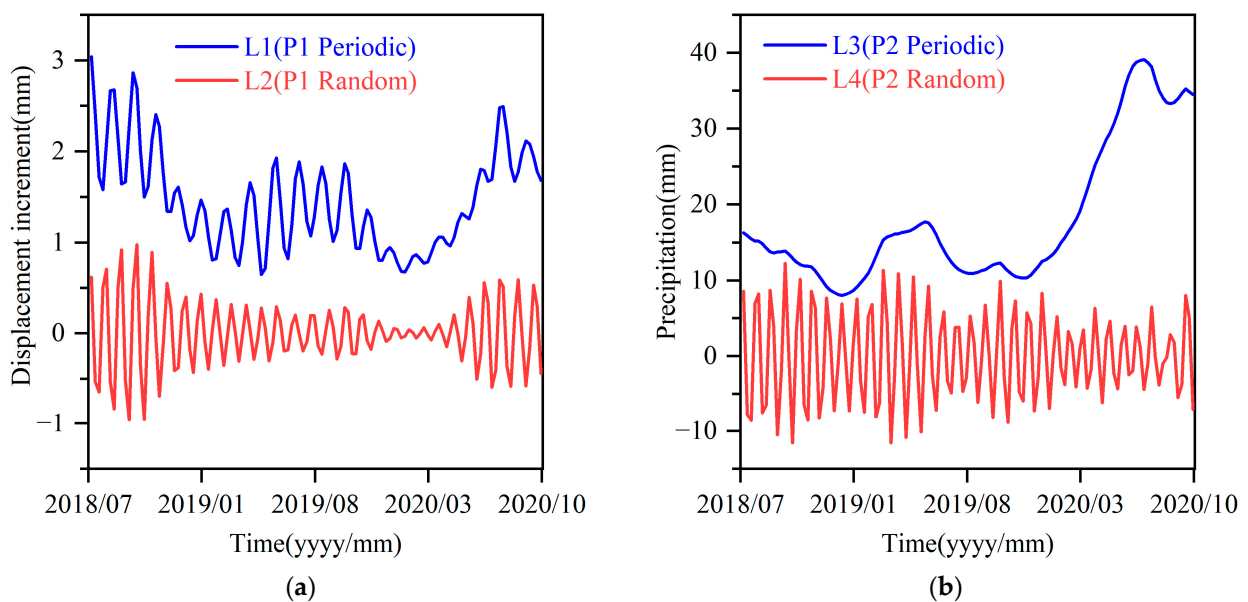 L1(P1 Periodic)
L2(P1 Random)
Displacement increment(mm)
3
2
1
0
−1
2018/07
2019/01
2019/08
2020/03
2020/10
Time(yyyy/mm)
(a)
L3(P2 Periodic)
L4(P2 Random)
Precipitation(mm)
40
30
20
10
0
−10
2018/07
2019/01
2019/08
2020/03
2020/10
Time(yyyy/mm)
(b)